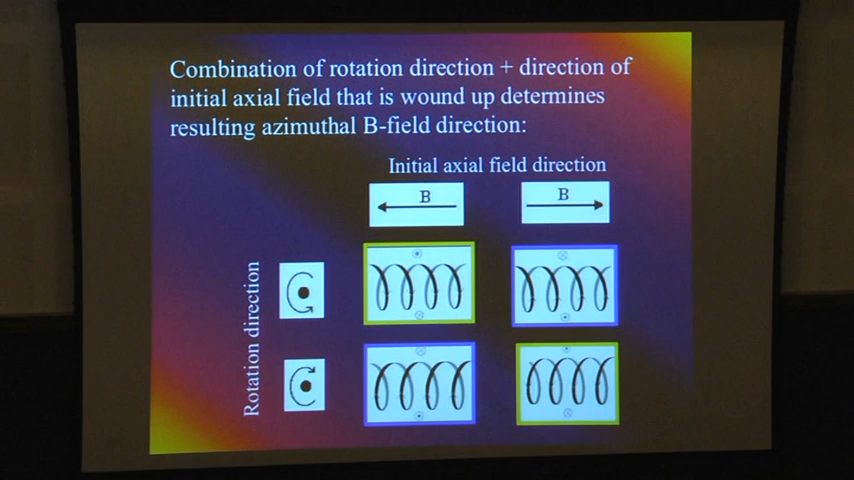 Combination of rotation direction + direction of
initial axial field that is wound up determines
resulting azimuthal B-field direction:
Initial axial field direction
B
B
Rotation direction